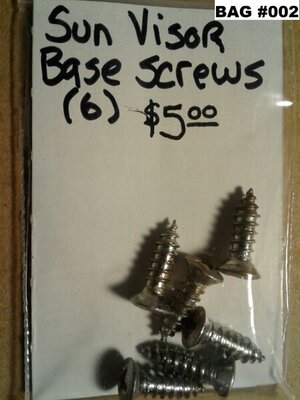 BAG #002
Sun Visor
Base Screws
(6) $5.00